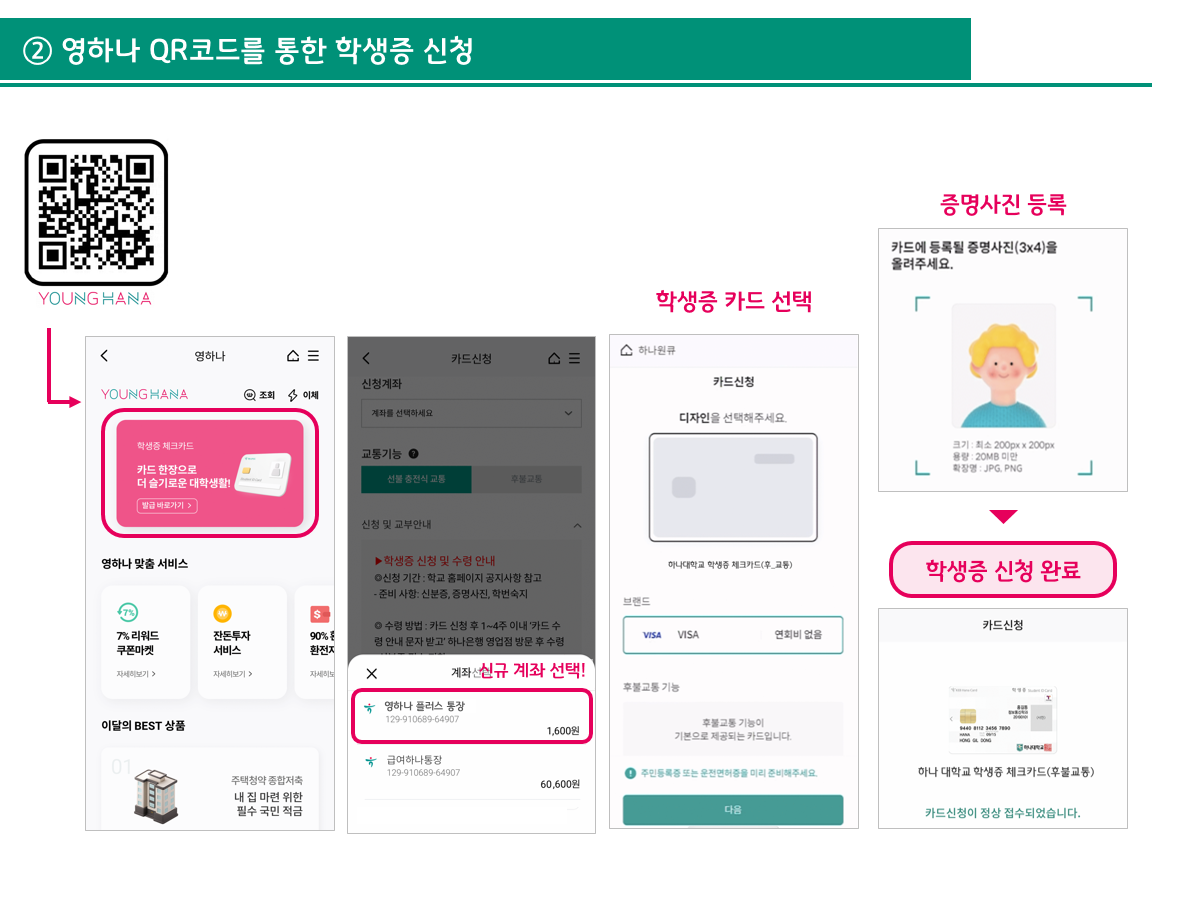 ② 영하나 QR코드를 통한 학생증 신청
YOUNG HANA
영하나
YOUNG HANA
조회
이체
학생증 체크카드
카드 한장으로
더 슬기로운 대학생활!
발급 바로가기 >
영하나 맞춤 서비스
7%
7% 리워드
쿠폰마켓
자세히보기 >
잔돈투자
서비스
자세히보기 >
90%
환전지
자세히보
이달의 BEST 상품
01
주택청약 종합저축
내 집 마련 위한
필수 국민 적금
카드신청
신청계좌
계좌를 선택하세요
교통기능 ?
선불 충전식 교통
후불교통
신청 및 교부안내
▶학생증 신청 및 수령 안내
◎신청 기간 : 학교 홈페이지 공지사항 참고
- 준비 사항: 신분증, 증명사진, 학번숙지
◎ 수령 방법 : 카드 신청 후 1~4주 이내 '카드 수
령 안내 문자 받고' 하나은행 영업점 방문 후 수령
계좌선택
신규 계좌 선택!
영하나 플러스 통장
129-910689-64907
1,600원
급여하나통장
129-910689-64907
60,600원
학생증 카드 선택
하나원큐
카드신청
디자인을 선택해주세요.
하나대학교 학생증 체크카드(후_교통)
브랜드
VISA VISA 연회비 없음
후불교통 기능
후불교통 기능이
기본으로 제공되는 카드입니다.
주민등록증 또는 운전면허증을 미리 준비해주세요.
다음
증명사진 등록
카드에 등록될 증명사진(3x4)을
올려주세요.
크기 : 최소 200px x 200px
용량 : 20MB 미만
확장명 : JPG, PNG
학생증 신청 완료
카드신청
학생증
9440 8112 3456 7890
HANA
HONG GIL DONG
하나대학교
하나 대학교 학생증 체크카드(후불교통)
카드신청이 정상 접수되었습니다.